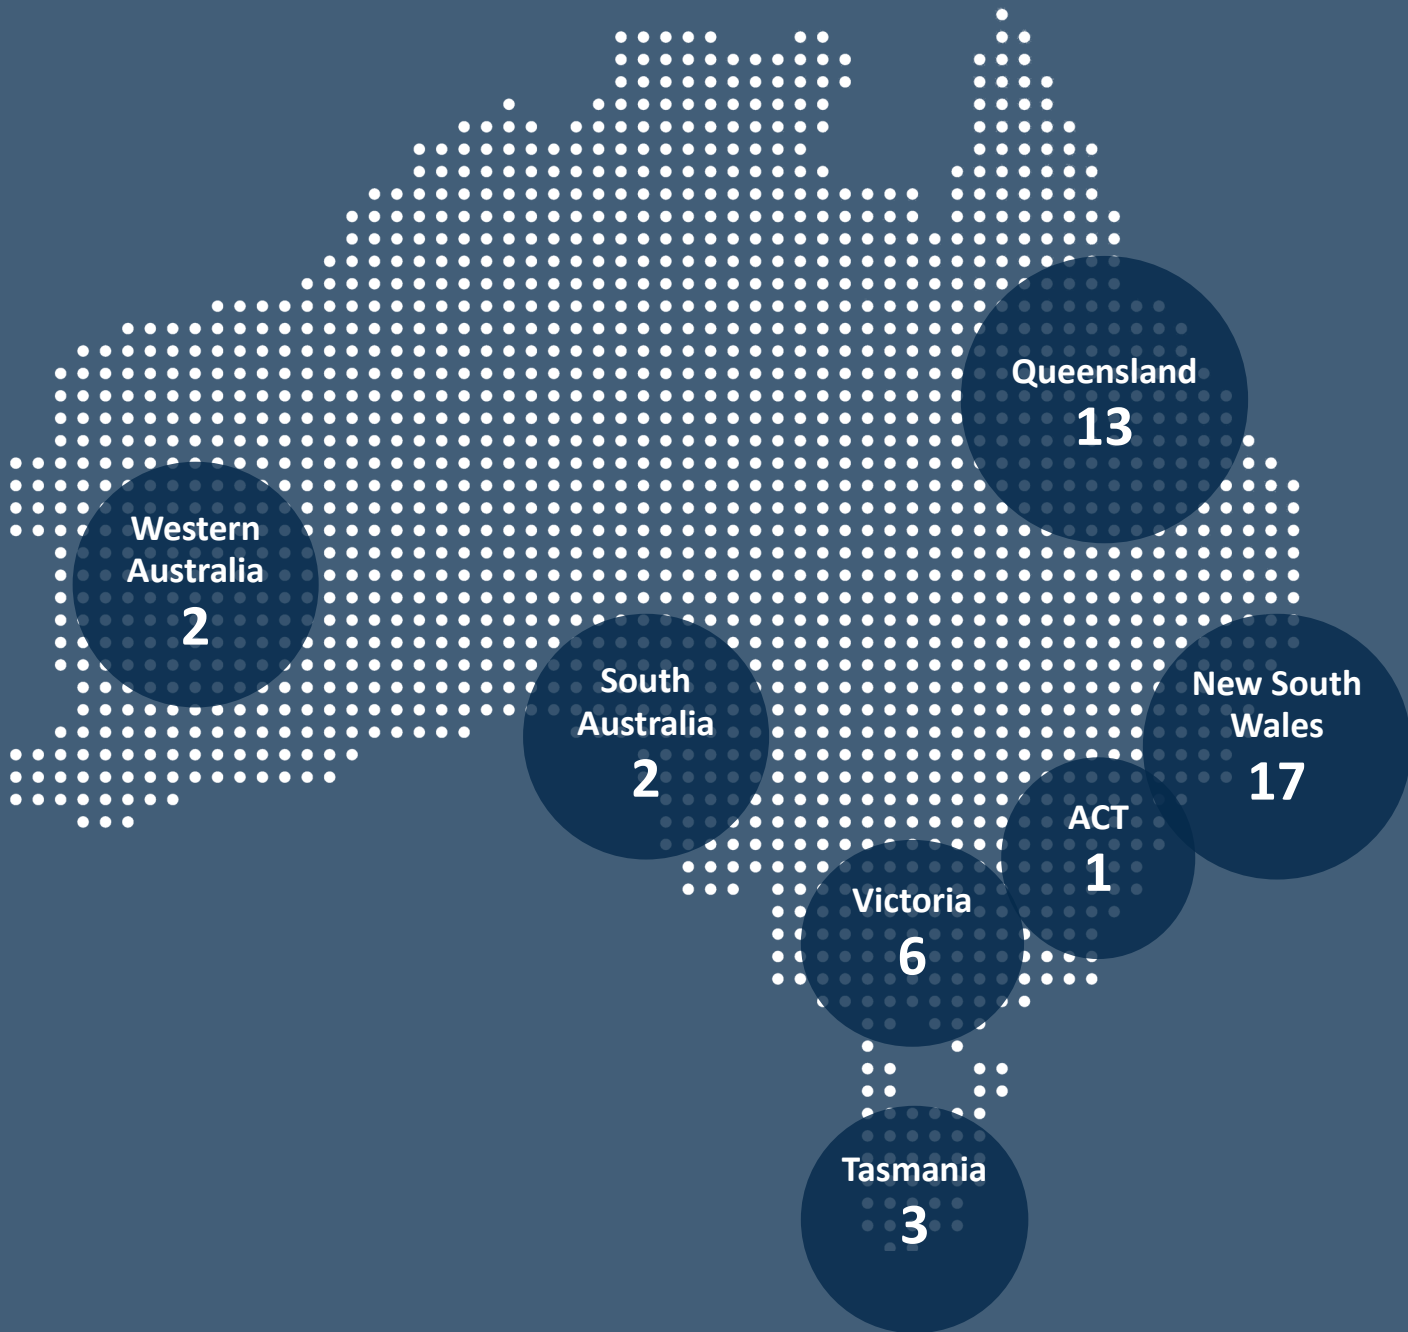 Queensland
13
Western
Australia
2
South
Australia
2
New South
Wales
17
ACT
1
Victoria
6
Tasmania
3